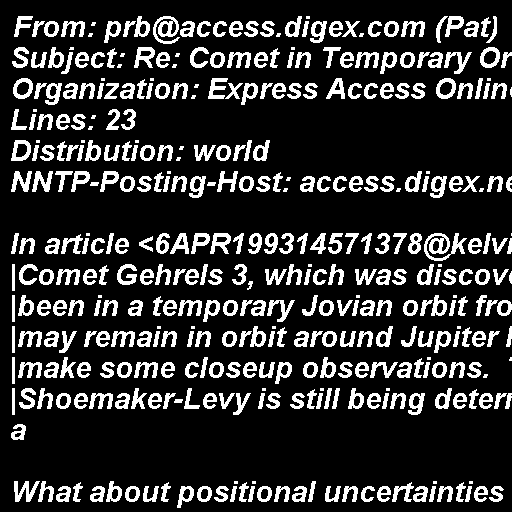 From: prb@access.digex.com (Pat)
Subject: Re: Comet in Temporary Or
Organization: Express Access Onlin
Lines: 23
Distribution: world
NNTP-Posting-Host: access.digex.ne

In article <6APR199314571378@kelvi
|Comet Gehrels 3, which was discove
|been in a temporary Jovian orbit fro
|may remain in orbit around Jupiter
|make some closeup observations.
|Shoemaker-Levy is still being deter
a

What about positional uncertainties